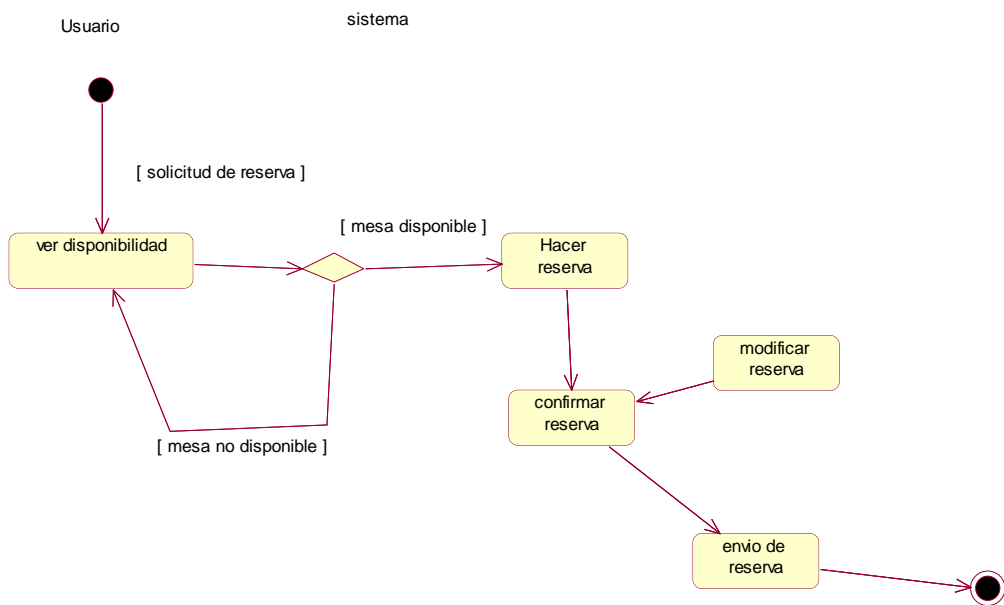 Usuario
sistema
[ solicitud de reserva ]
[ mesa disponible ]
ver disponibilidad
Hacer
reserva
modificar
reserva
confirmar
reserva
[ mesa no disponible ]
envio de
reserva